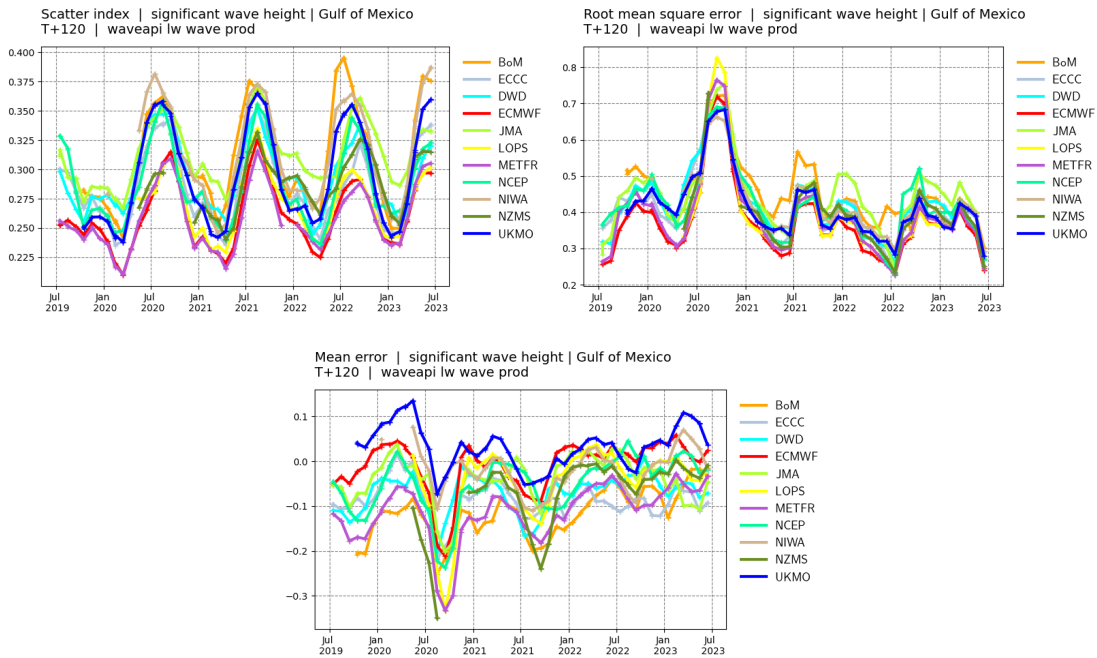 Scatter index | significant wave height | Gulf of Mexico
T+120 | waveapi lw wave prod
0.400
0.375
0.350
0.325
0.300
0.275
0.250
0.225
Jul 2019
Jan 2020
Jul 2020
Jan 2021
Jul 2021
Jan 2022
Jul 2022
Jan 2023
Jul 2023
BoM
ECCC
DWD
ECMWF
JMA
LOPS
METFR
NCEP
NIWA
NZMS
UKMO
Root mean square error | significant wave height | Gulf of Mexico
T+120 | waveapi lw wave prod
0.8
0.7
0.6
0.5
0.4
0.3
0.2
Jul 2019
Jan 2020
Jul 2020
Jan 2021
Jul 2021
Jan 2022
Jul 2022
Jan 2023
Jul 2023
BoM
ECCC
DWD
ECMWF
JMA
LOPS
METFR
NCEP
NIWA
NZMS
UKMO
Mean error | significant wave height | Gulf of Mexico
T+120 | waveapi lw wave prod
0.1
0.0
−0.1
−0.2
−0.3
Jul 2019
Jan 2020
Jul 2020
Jan 2021
Jul 2021
Jan 2022
Jul 2022
Jan 2023
Jul 2023
BoM
ECCC
DWD
ECMWF
JMA
LOPS
METFR
NCEP
NIWA
NZMS
UKMO